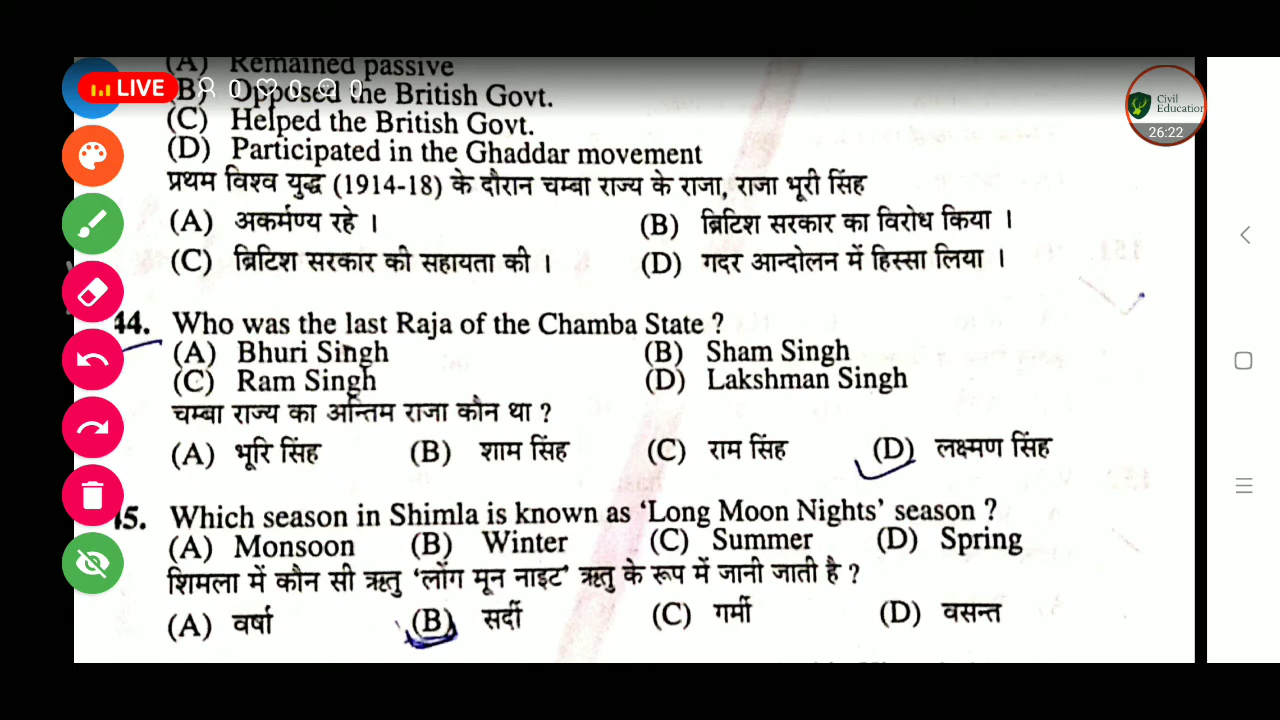 (A) Remained passive
LIVE 0 0 0
(B) Opposed the British Govt.
Civil
Education
26:22
(C) Helped the British Govt.
(D) Participated in the Ghaddar movement
प्रथम विश्व युद्ध (1914-18) के दौरान चम्बा राज्य के राजा, राजा भूरी सिंह
(A) अकर्मण्य रहे । (B) ब्रिटिश सरकार का विरोध किया ।
(C) ब्रिटिश सरकार की सहायता की । (D) गदर आन्दोलन में हिस्सा लिया ।
44. Who was the last Raja of the Chamba State ?
(A) Bhuri Singh (B) Sham Singh
(C) Ram Singh (D) Lakshman Singh
चम्बा राज्य का अन्तिम राजा कौन था ?
(A) भूरि सिंह (B) शाम सिंह (C) राम सिंह (D) लक्ष्मण सिंह
45. Which season in Shimla is known as ‘Long Moon Nights’ season ?
(A) Monsoon (B) Winter (C) Summer (D) Spring
शिमला में कौन सी ऋतु ‘लोंग मून नाइट’ ऋतु के रूप में जानी जाती है ?
(A) वर्षा (B) सर्दी (C) गर्मी (D) वसन्त